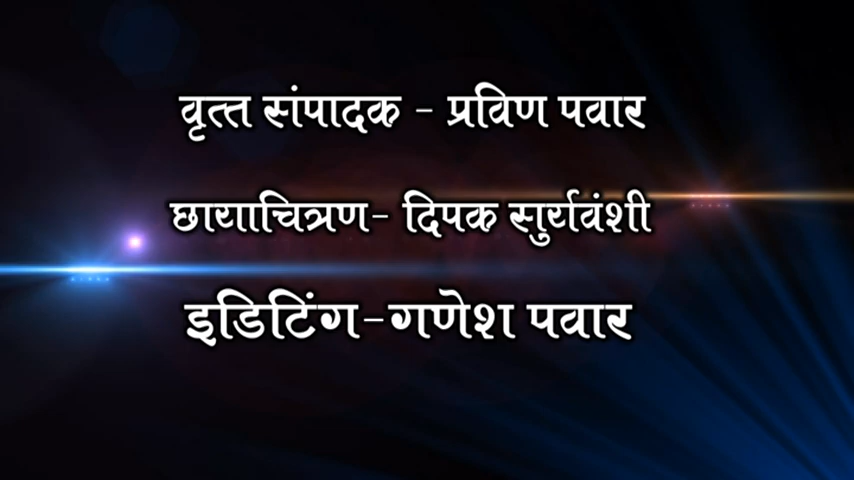 वृत्त संपादक - प्रविण पवार
छायाचित्रण- दिपक सुर्यवंशी
इडिटिंग-गणेश पवार